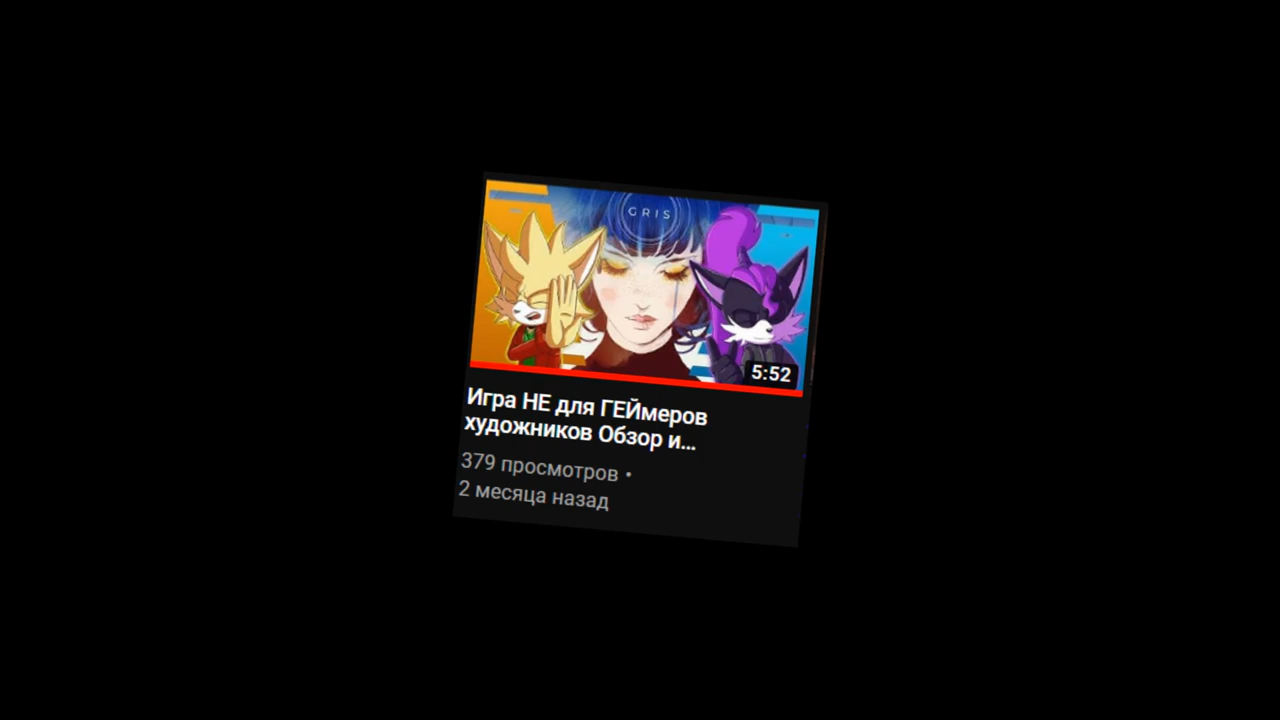 GRIS
5:52
Игра НЕ для ГЕЙмеров
художников Обзор и...
379 просмотров •
2 месяца назад